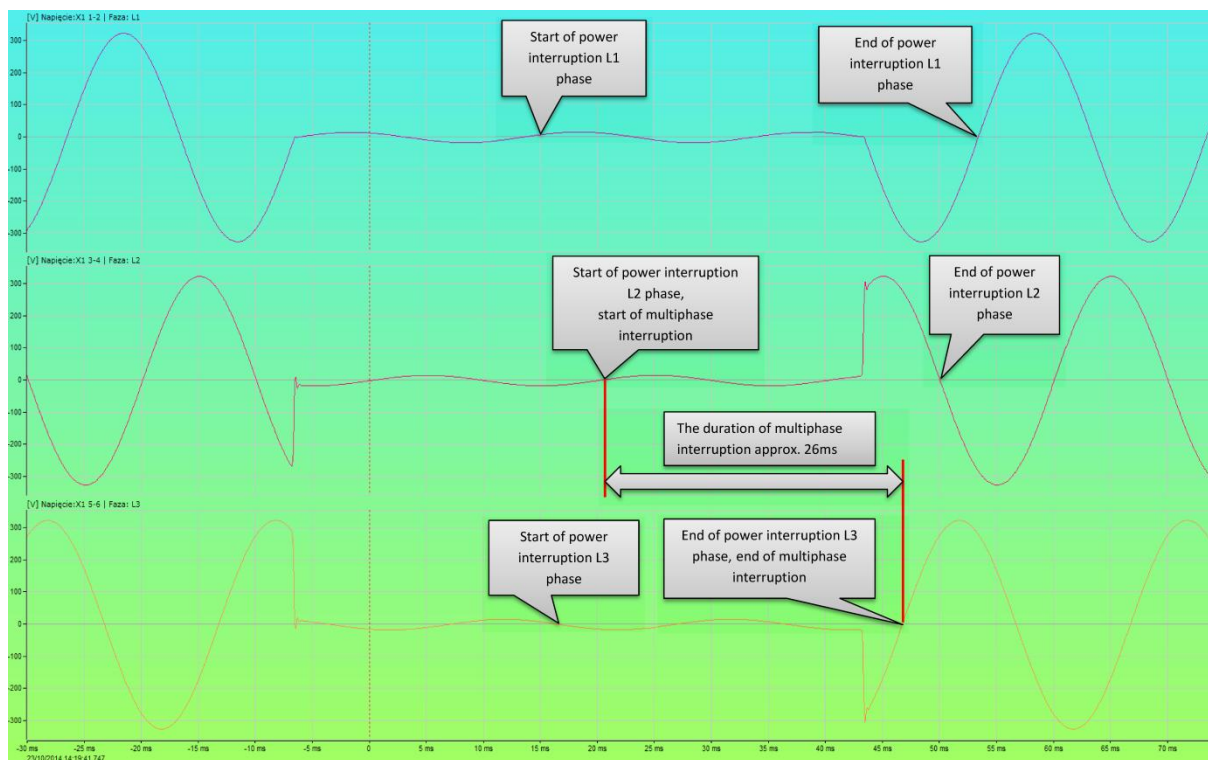 [V] Napięcie:X1 1-2 | Faza: L1
300
200
100
0
-100
-200
-300
Start of power
interruption L1
phase
End of power
interruption L1
phase
[V] Napięcie:X1 3-4 | Faza: L2
300
200
100
0
-100
-200
-300
Start of power interruption
L2 phase,
start of multiphase
interruption
End of power
interruption L2
phase
The duration of multiphase
interruption approx. 26ms
[V] Napięcie:X1 5-6 | Faza: L3
300
200
100
0
-100
-200
-300
Start of power
interruption L3
phase
End of power interruption L3
phase, end of multiphase
interruption
-30 ms -25 ms -20 ms -15 ms -10 ms -5 ms 0 5 ms 10 ms 15 ms 20 ms 25 ms 30 ms 35 ms 40 ms 45 ms 50 ms 55 ms 60 ms 65 ms 70 ms
23/10/2014 14:19:41.747